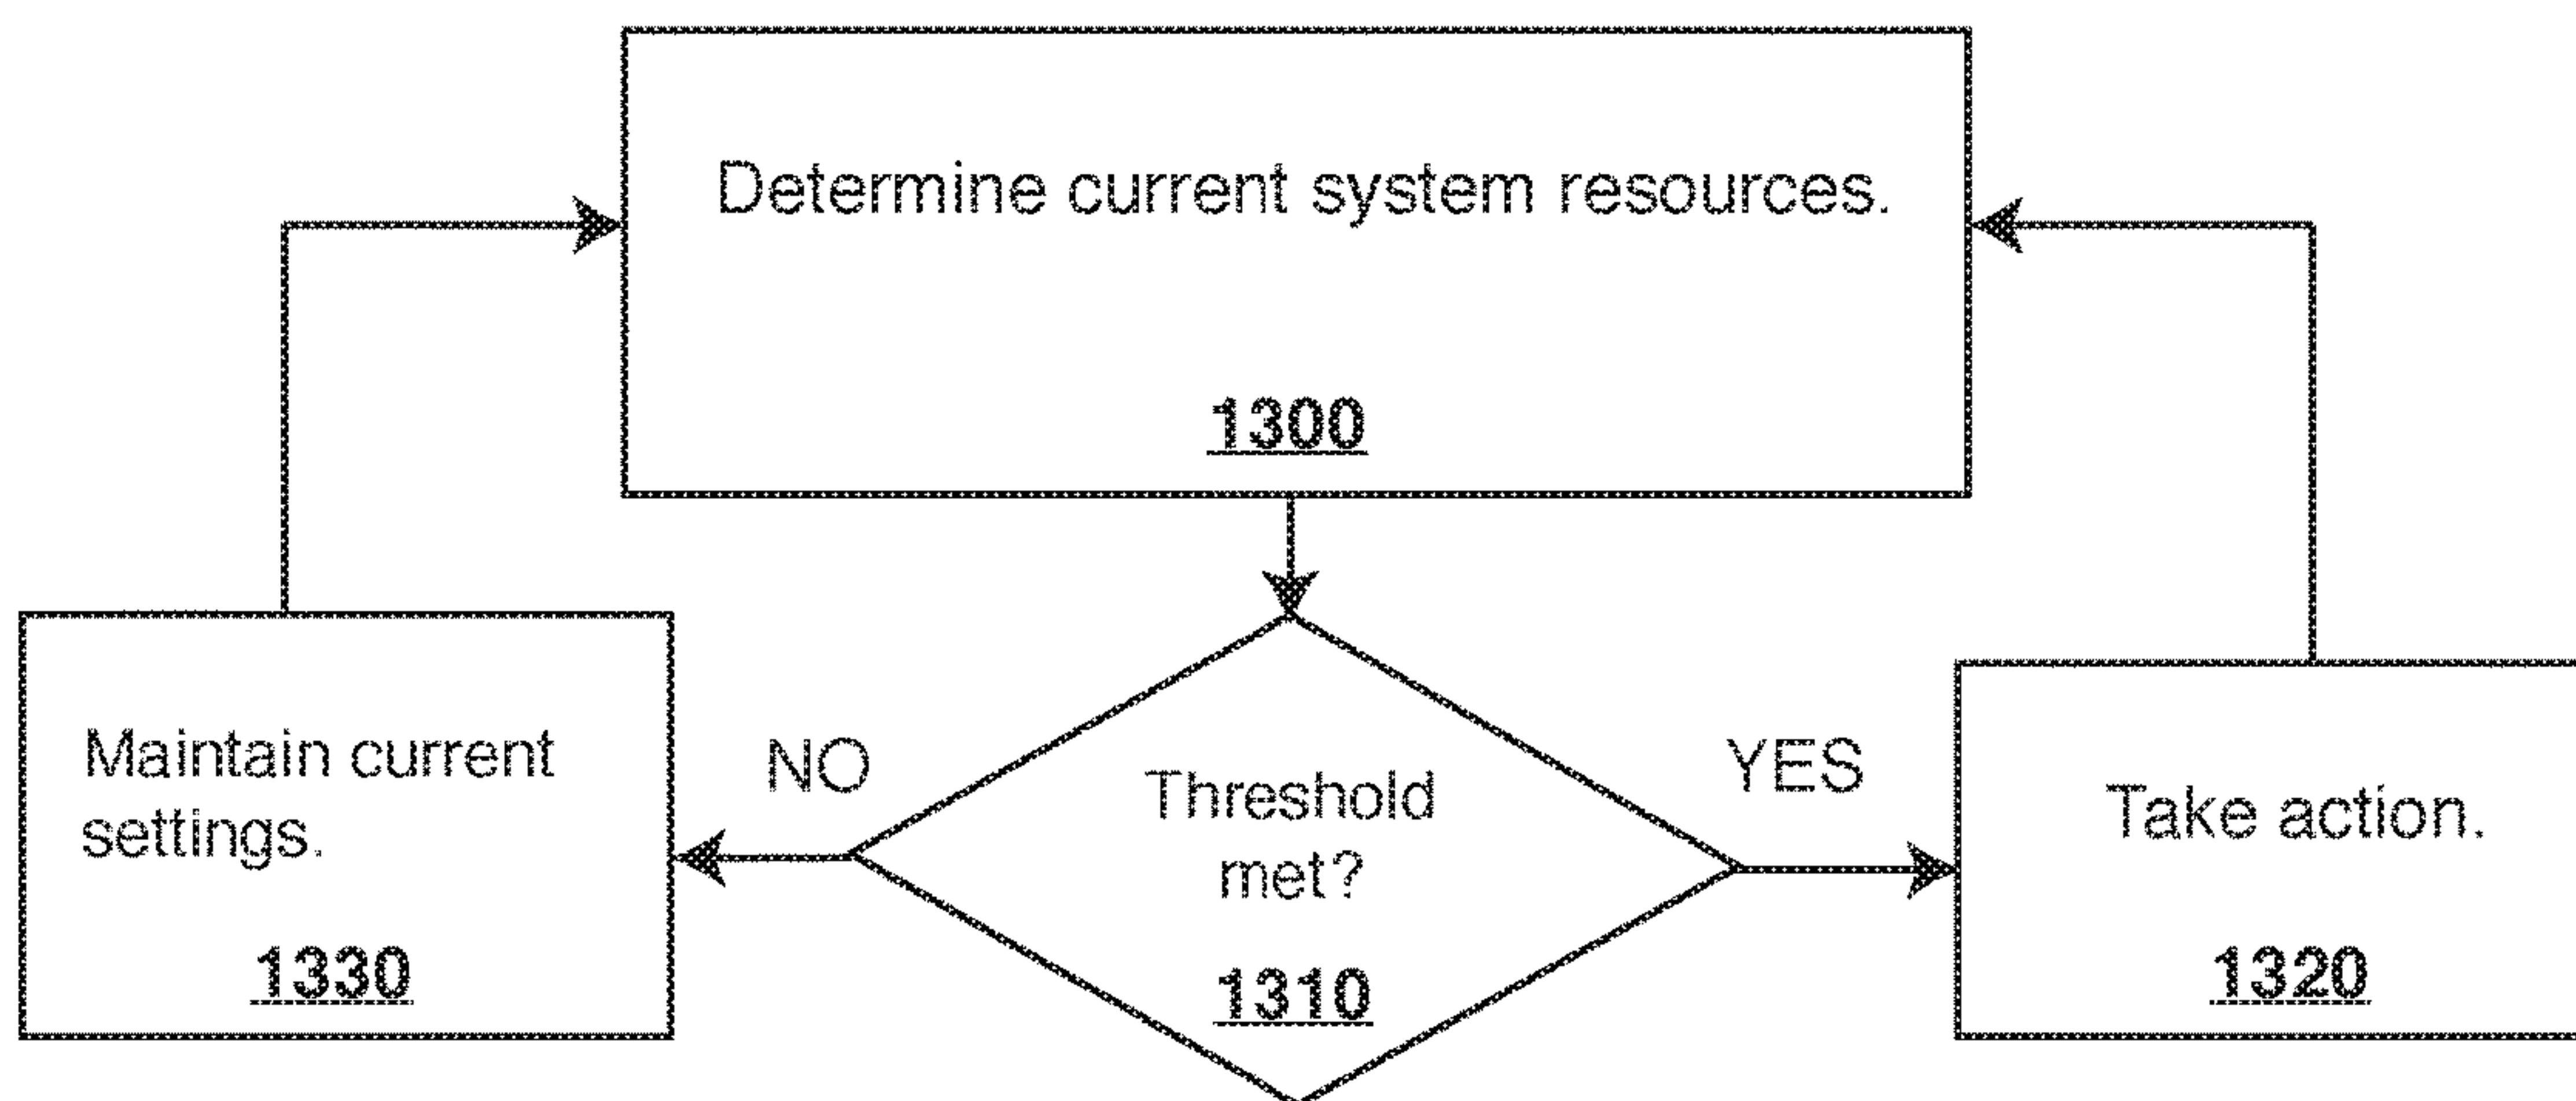 Determine current system resources.
1300
Maintain current
settings.
1330
NO
Threshold
met?
1310
YES
Take action.
1320